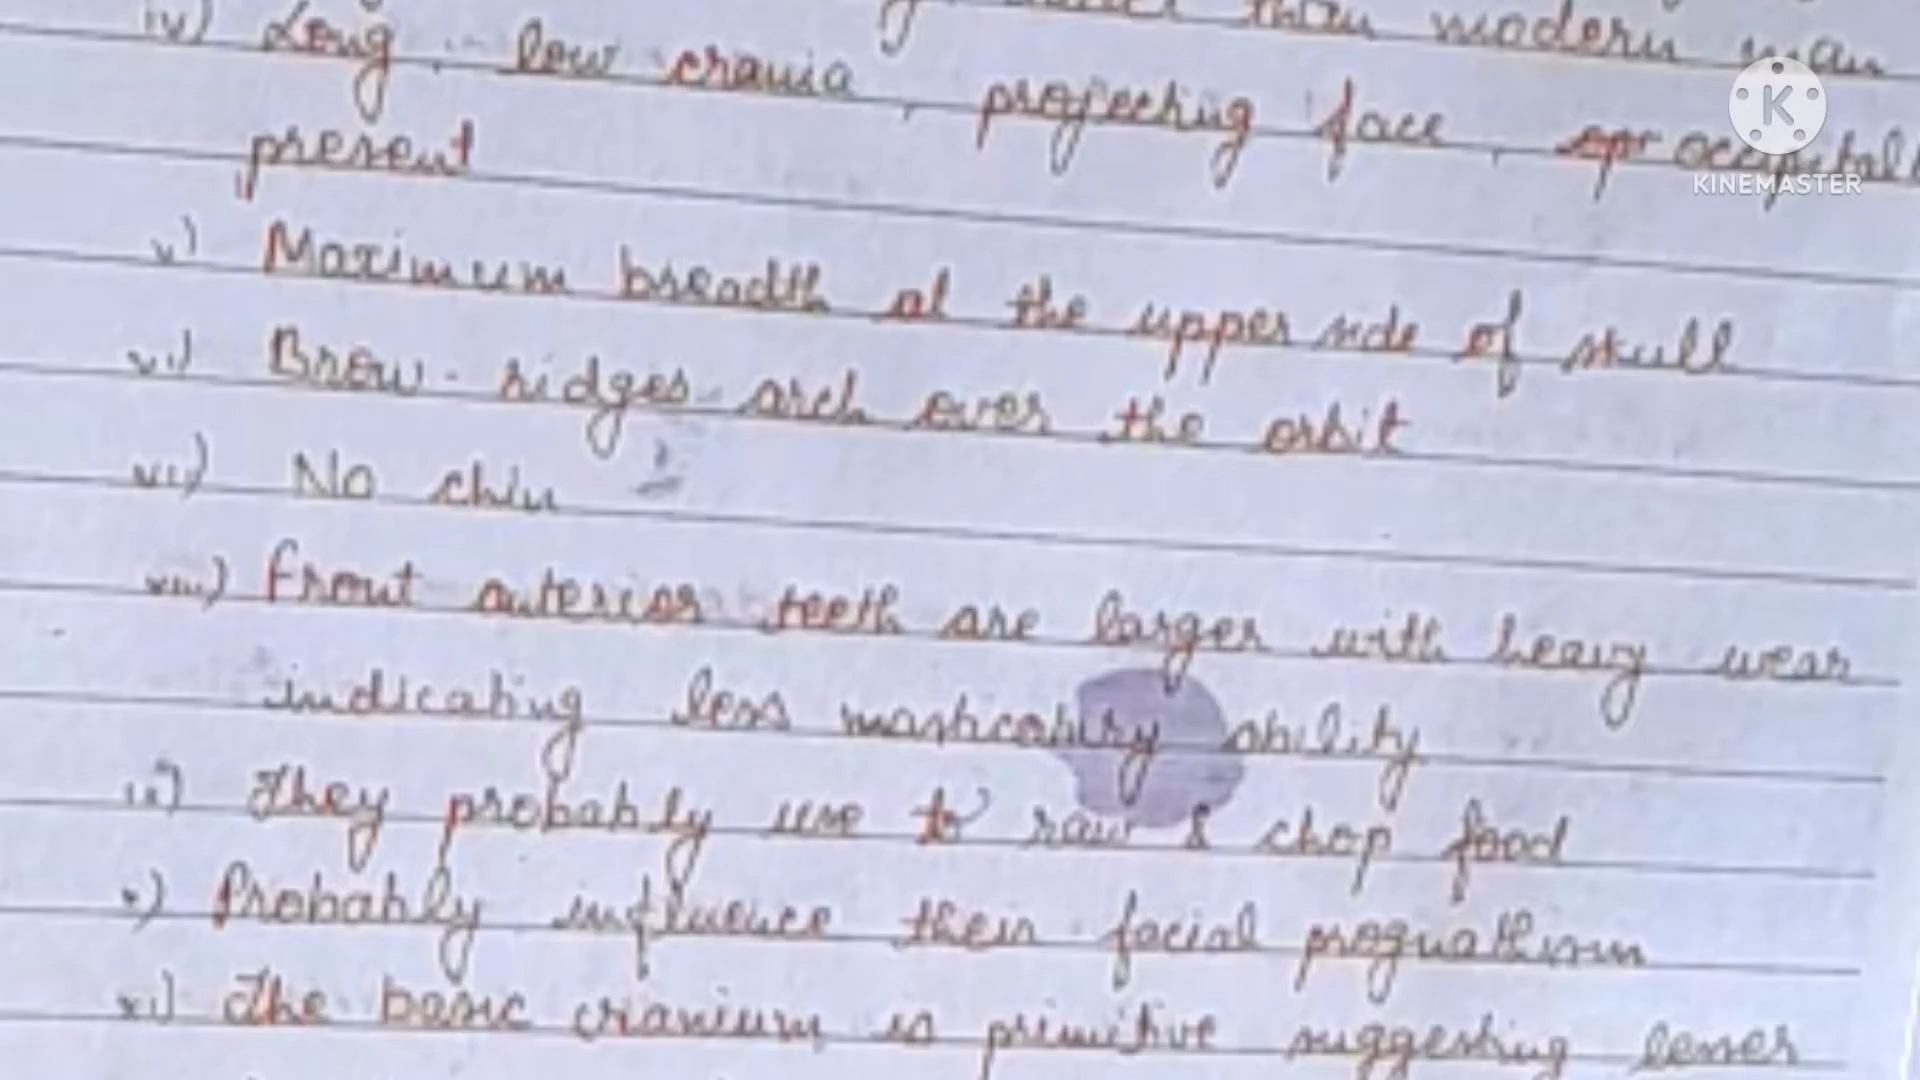 than modern man
iv) Long, low crania, projecting face, occipital
present
v) Maximum breadth at the upper side of skull
vi) Brow-ridges arch over the orbit
vii) No chin
viii) Front anterior teeth are larger with heavy wear
indicating less ability
ix) They probably use to raw & chop food
x) Probably influence their facial prognathism
xi) The basic cranium is primitive suggesting lesser
K
KINEMASTER